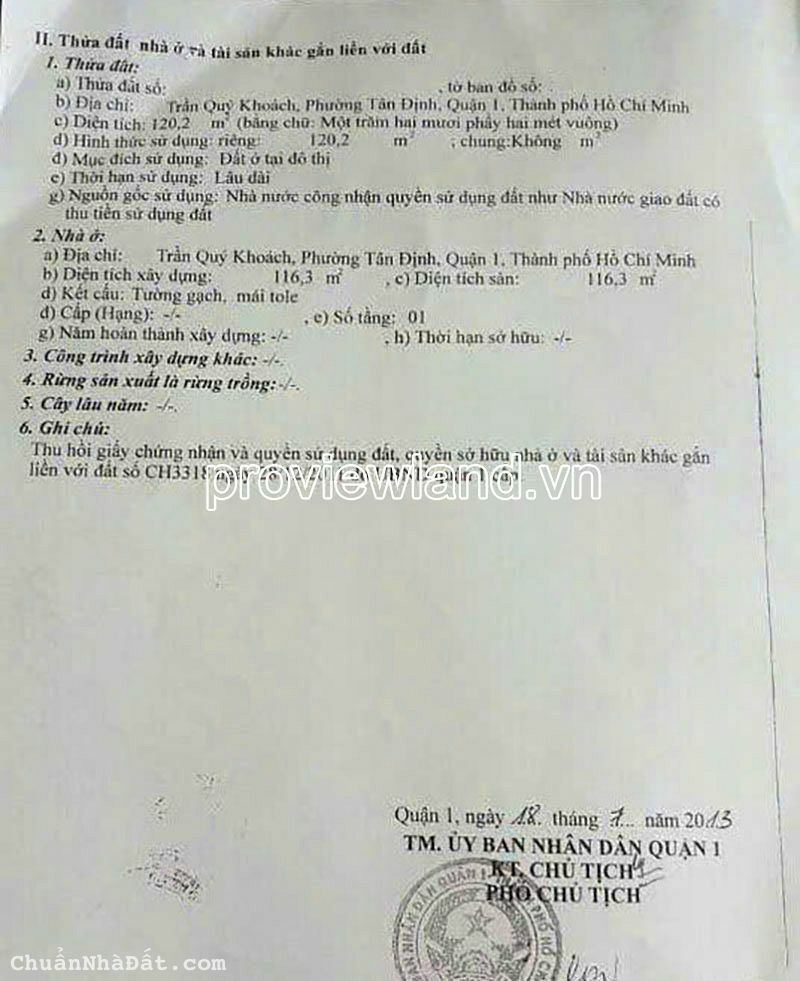 II. Thửa đất nhà ở và tài sản khác gắn liền với đất
1. Thửa đất:
a) Thửa đất số: , tờ bản đồ số: .
b) Địa chỉ: Trần Quý Khoách, Phường Tân Định, Quận 1, Thành phố Hồ Chí Minh
c) Diện tích: 120,2 m² (bằng chữ: Một trăm hai mươi phẩy hai mét vuông)
d) Hình thức sử dụng: riêng: 120,2 m² ; chung:Không m²
đ) Mục đích sử dụng: Đất ở tại đô thị
e) Thời hạn sử dụng: Lâu dài
g) Nguồn gốc sử dụng: Nhà nước công nhận quyền sử dụng đất như Nhà nước giao đất có
thu tiền sử dụng đất
2. Nhà ở:
a) Địa chỉ: Trần Quý Khoách, Phường Tân Định, Quận 1, Thành phố Hồ Chí Minh
b) Diện tích xây dựng: 116,3 m² , c) Diện tích sàn: 116,3 m²
d) Kết cấu: Tường gạch, mái tole
đ) Cấp (Hạng): -/- , e) Số tầng: 01
g) Năm hoàn thành xây dựng: -/- , h) Thời hạn sở hữu: -/-
3. Công trình xây dựng khác: -/-.
4. Rừng sản xuất là rừng trồng: -/-.
5. Cây lâu năm: -/-.
6. Ghi chú:
Thu hồi giấy chứng nhận và quyền sử dụng đất, quyền sở hữu nhà ở và tài sản khác gắn
liền với đất số CH3318 ngày quận 1 cấp.
proviewland.vn
Quận 1, ngày 18. tháng 7... năm 2013
TM. ỦY BAN NHÂN DÂN QUẬN 1
KT. CHỦ TỊCH
PHÓ CHỦ TỊCH
BAN NHÂN DÂN QUẬN 1
ChuẩnNhàĐất.com